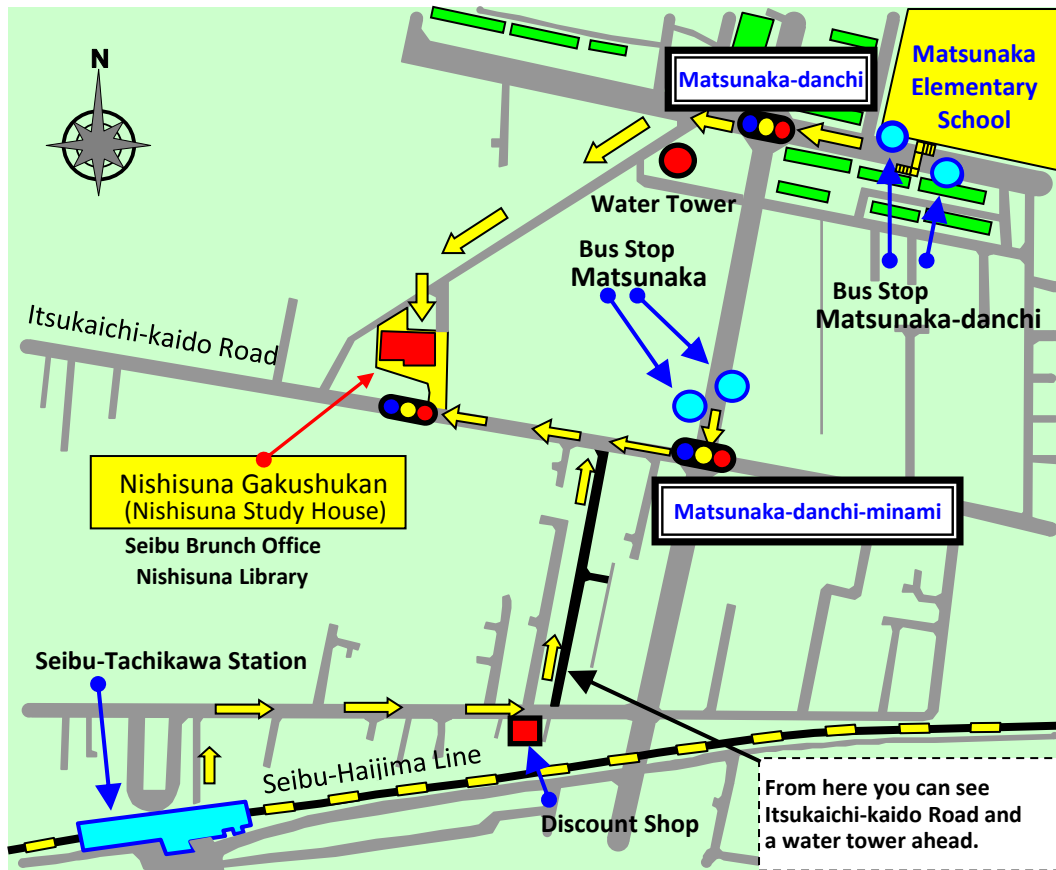 N
Matsunaka-danchi
Matsunaka
Elementary
School
Water Tower
Bus Stop
Matsunaka
Bus Stop
Matsunaka-danchi
Itsukaichi-kaido Road
Nishisuna Gakushukan
(Nishisuna Study House)
Seibu Brunch Office
Nishisuna Library
Matsunaka-danchi-minami
Seibu-Tachikawa Station
Seibu-Haijima Line
Discount Shop
From here you can see
Itsukaichi-kaido Road and
a water tower ahead.